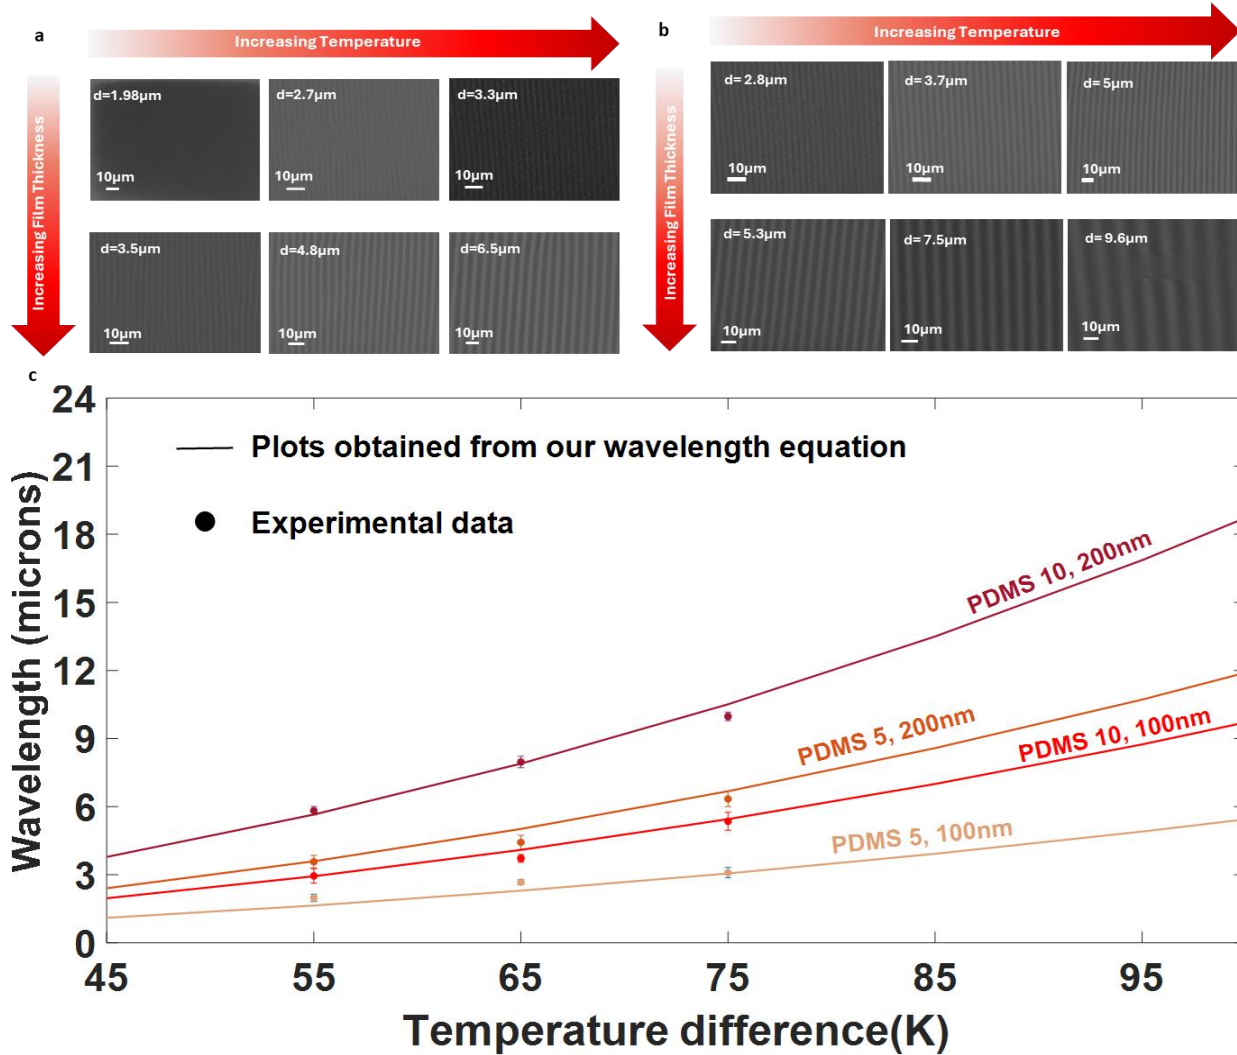 a
Increasing Temperature
Increasing Film Thickness
d=1.98µm
10µm
d=2.7µm
10µm
d=3.3µm
10µm
d=3.5µm
10µm
d=4.8µm
10µm
d=6.5µm
10µm
b
Increasing Temperature
Increasing Film Thickness
d= 2.8µm
10µm
d= 3.7µm
10µm
d= 5µm
10µm
d= 5.3µm
10µm
d= 7.5µm
10µm
d= 9.6µm
10µm
c
Wavelength (microns)
24
21
18
15
12
9
6
3
0
Plots obtained from our wavelength equation
Experimental data
PDMS 10, 200nm
PDMS 5, 200nm
PDMS 10, 100nm
PDMS 5, 100nm
45 55 65 75 85 95
Temperature difference(K)